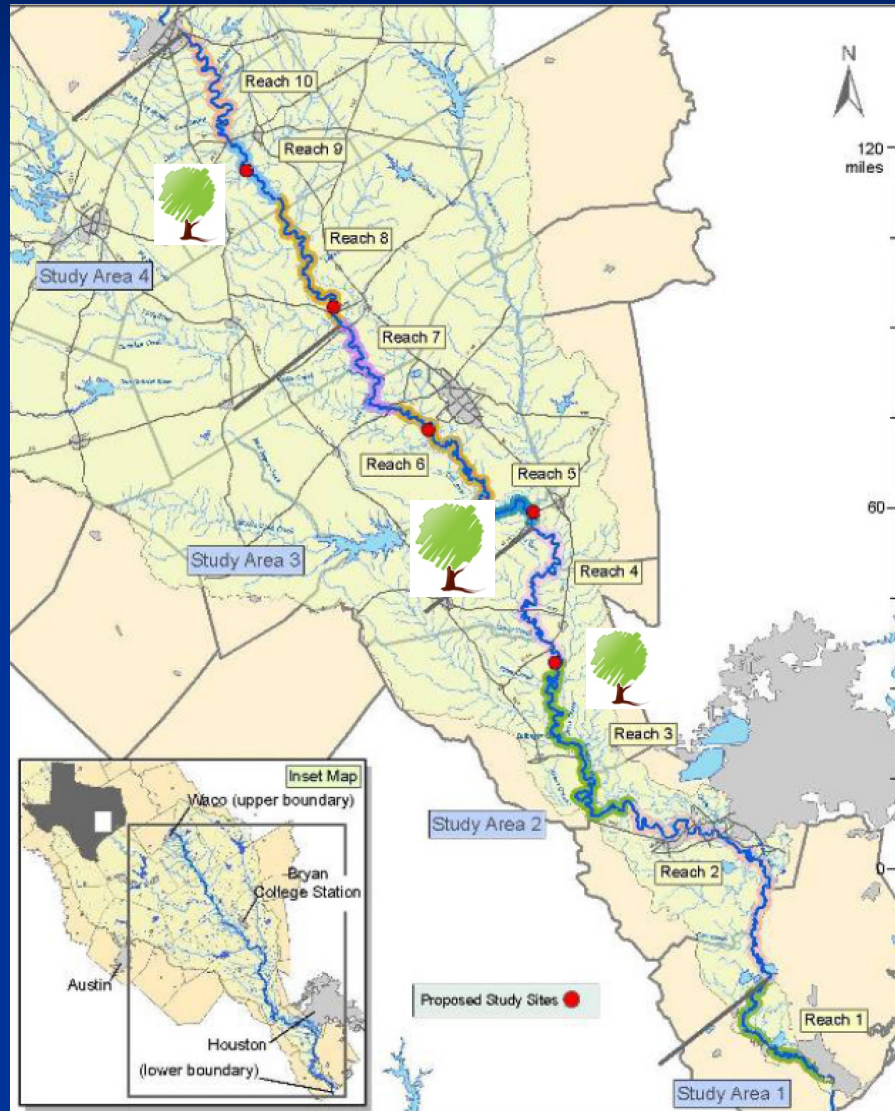 Reach 10
N
120
miles
Reach 9
Reach 8
Study Area 4
Reach 7
Reach 6
Reach 5
60
Study Area 3
Reach 4
Reach 3
Inset Map
Waco (upper boundary)
Study Area 2
Bryan
College Station
Reach 2
0
Austin
Proposed Study Sites
Reach 1
Houston
(lower boundary)
Study Area 1